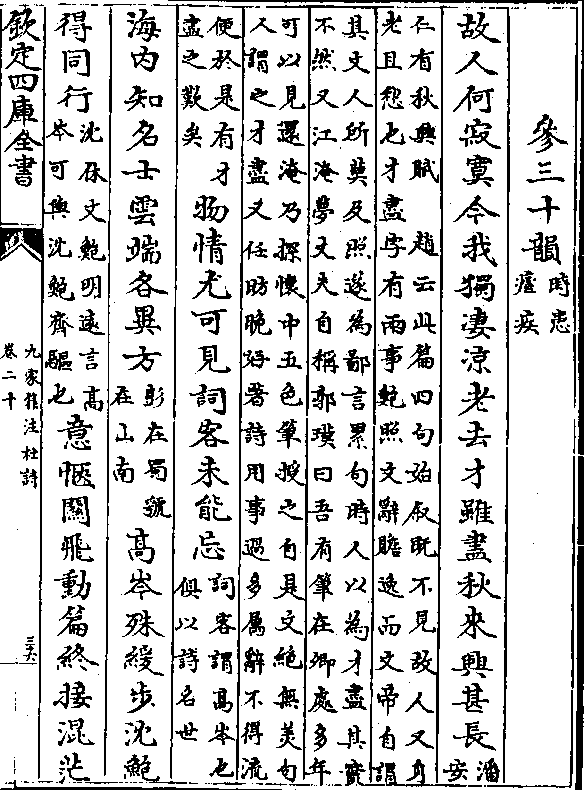 參三十韻時患
瘧疾
故人何寂寞今我獨凄凉老去才雖盡秋來興甚長潘
安
仁有秋興賦　趙云此篇四句始叙既不見故人又身
老且愁也才盡字有兩事鮑照文辭贍逸而文帝自謂
其文人所莫及照遂為鄙言累句時人以為才盡其實
不然又江淹夢丈夫自稱郭璞曰吾有筆在卿處多年
可以見還淹乃探懷中五色筆授之自是文絶無美句
人謂之才盡又任昉晚好著詩用事過多屬辭不得流
便於是有才
盡之歎矣
物情尤可見詞客未能忘詞客謂高岑也
俱以詩名世
海内知名士雲端各異方彭在蜀號
在山南
高岑殊緩步沈鮑
得同行沈休文鮑明遠言高
岑可與沈鮑齊驅也
意愜關飛動篇終接混茫
欽定四庫全書
九家集注杜詩
卷二十
三六